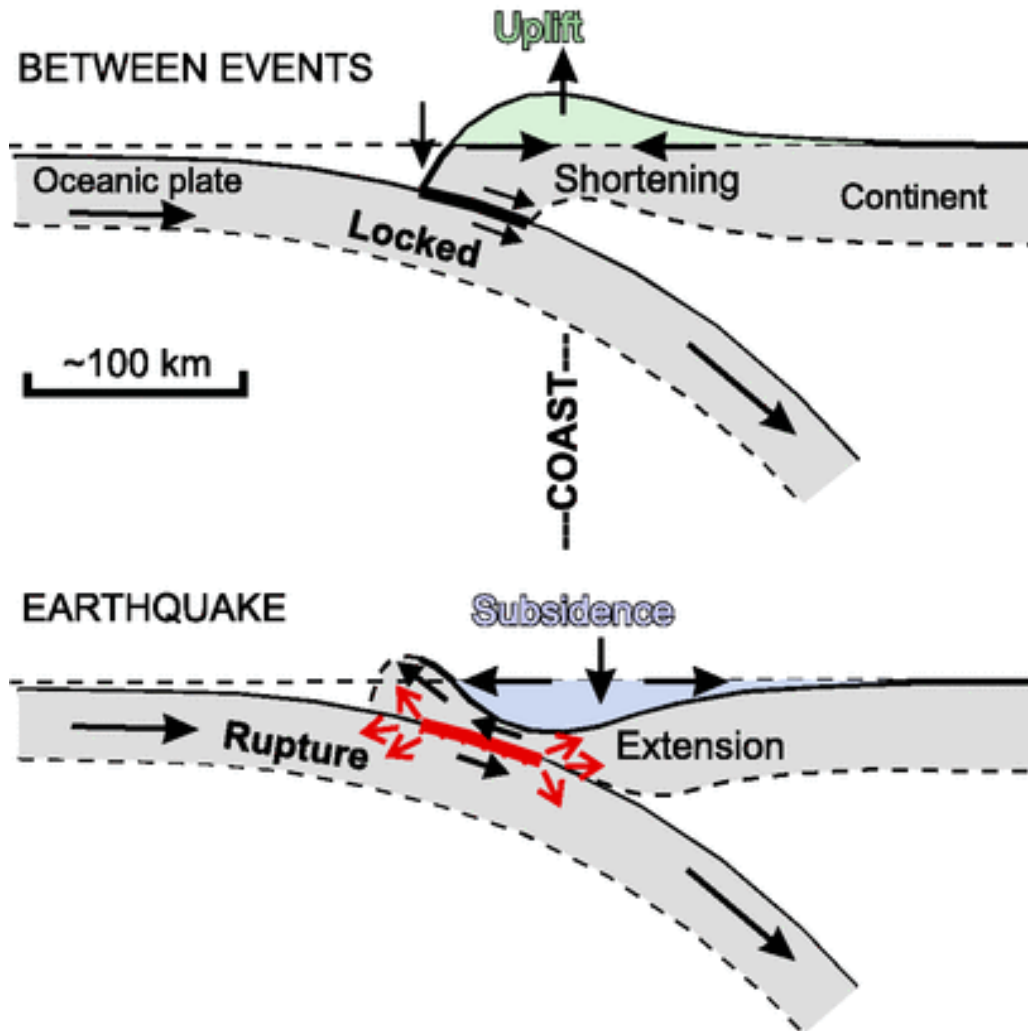 Uplift
BETWEEN EVENTS
Oceanic plate
Shortening
Continent
Locked
~100 km
---COAST---
EARTHQUAKE
Subsidence
Rupture
Extension